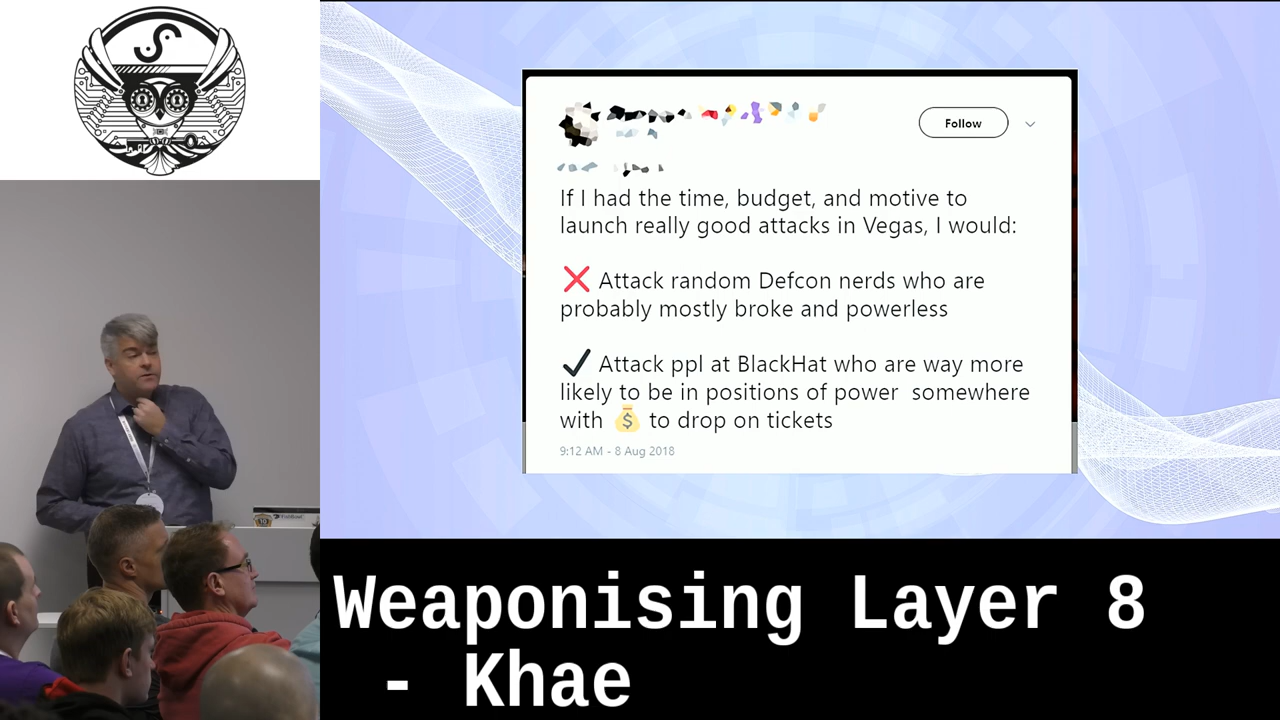 Follow
If I had the time, budget, and motive to
launch really good attacks in Vegas, I would:
❌ Attack random Defcon nerds who are
probably mostly broke and powerless
✔ Attack ppl at BlackHat who are way more
likely to be in positions of power  somewhere
with 💰 to drop on tickets
9:12 AM - 8 Aug 2018
Weaponising Layer 8
- Khae